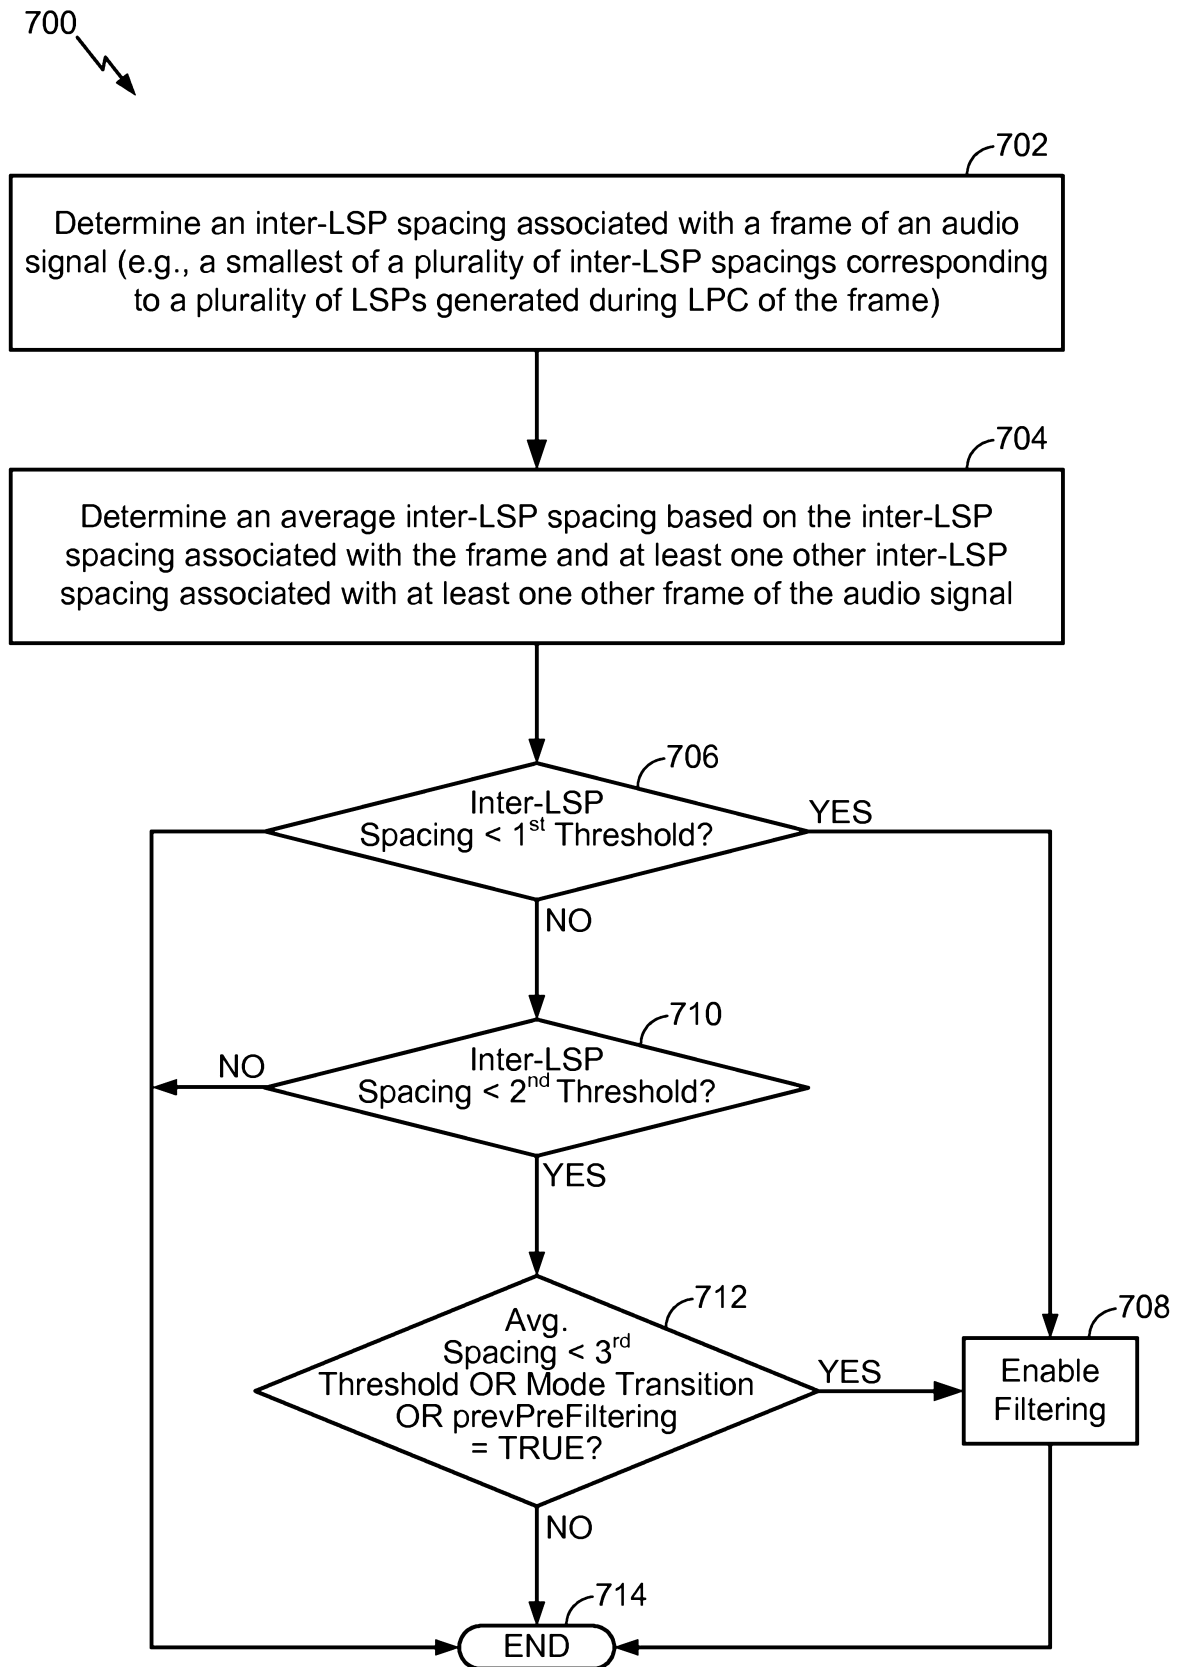 700
702
Determine an inter-LSP spacing associated with a frame of an audio
signal (e.g., a smallest of a plurality of inter-LSP spacings corresponding
to a plurality of LSPs generated during LPC of the frame)
704
Determine an average inter-LSP spacing based on the inter-LSP
spacing associated with the frame and at least one other inter-LSP
spacing associated with at least one other frame of the audio signal
706
Inter-LSP
Spacing < 1st Threshold?
YES
NO
710
Inter-LSP
Spacing < 2nd Threshold?
NO
YES
712
Avg.
Spacing < 3rd
Threshold OR Mode Transition
OR prevPreFiltering
= TRUE?
YES
708
Enable
Filtering
NO
714
END